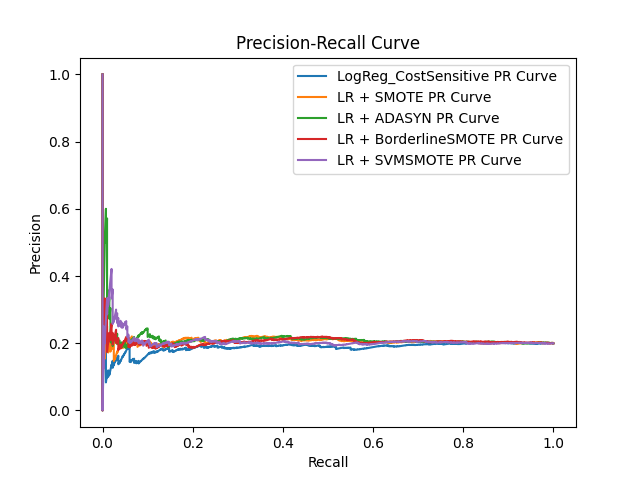 Precision-Recall Curve
LogReg_CostSensitive PR Curve
LR + SMOTE PR Curve
LR + ADASYN PR Curve
LR + BorderlineSMOTE PR Curve
LR + SVMSMOTE PR Curve
1.0
0.8
0.6
0.4
0.2
0.0
Precision
0.0 0.2 0.4 0.6 0.8 1.0
Recall